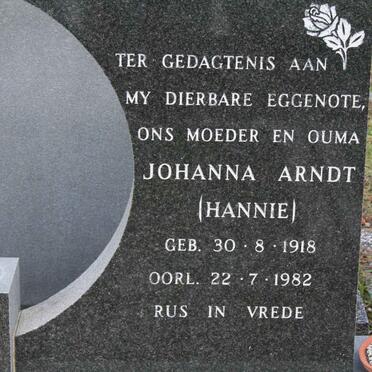 TER GEDAGTENIS AAN
MY DIERBARE EGGENOTE,
ONS MOEDER EN OUMA
JOHANNA ARNDT
(HANNIE)
GEB. 30 · 8 · 1918
OORL. 22 · 7 · 1982
RUS IN VREDE